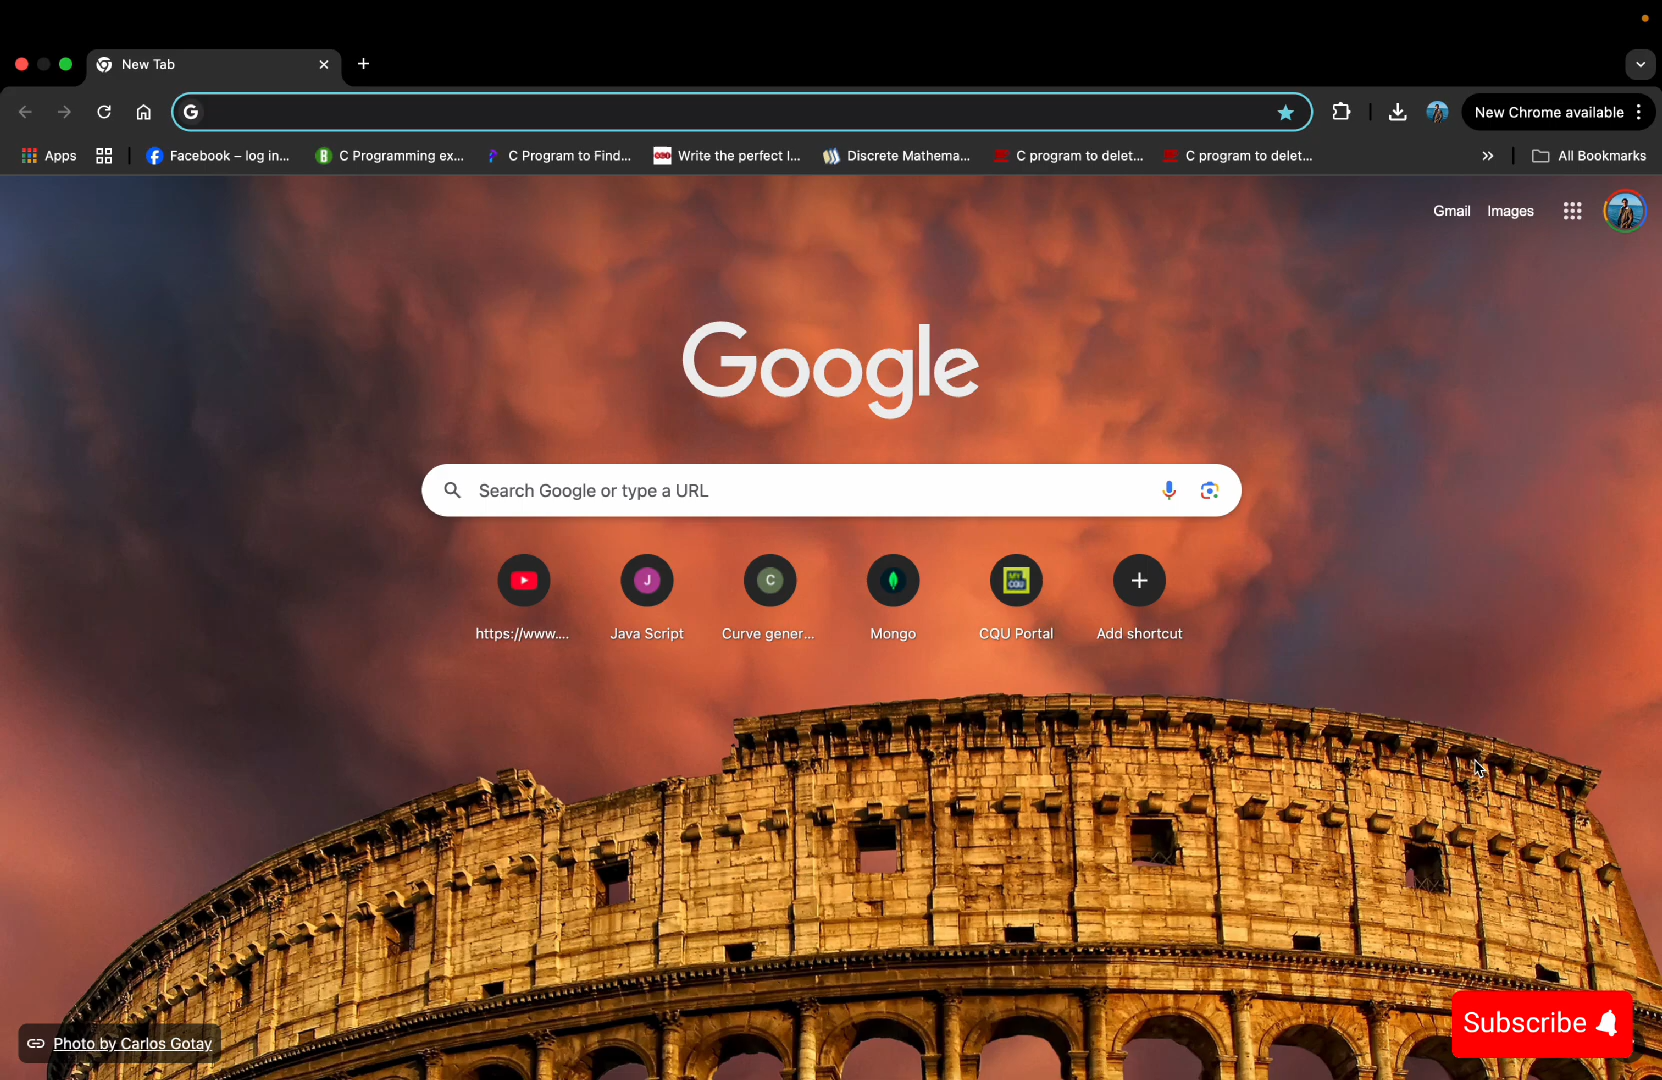 New Tab
New Chrome available
Apps
Facebook – log in...
C Programming ex...
C Program to Find...
Write the perfect l...
Discrete Mathema...
C program to delet...
C program to delet...
All Bookmarks
Gmail
Images
Google
Search Google or type a URL
J
C
MY CQU
https://www....
Java Script
Curve gener...
Mongo
CQU Portal
Add shortcut
Photo by Carlos Gotay
Subscribe